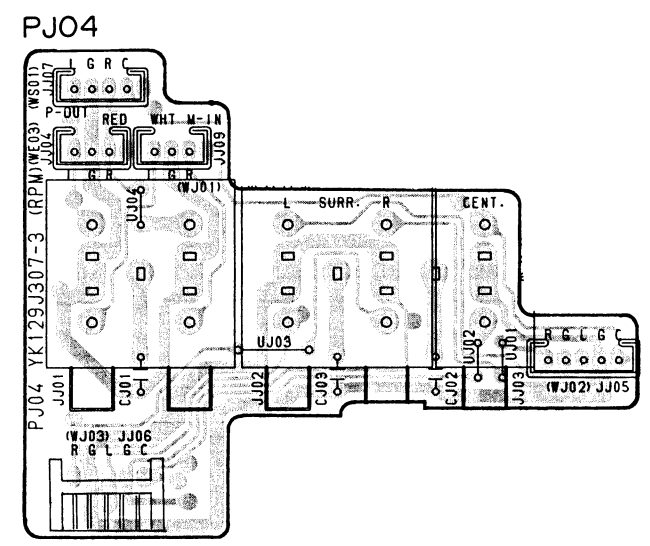 PJ04
L G R C
JJ07
(WS01)
P-OUT
RED
WHT M-IN
JJ04
(WE03)
JJ09
G R
G R
(WJ01)
UJ04
(RPM)
YK129J307-3
PJ04
L SURR. R
CENT.
UJ03
UJ02
UJ01
R G L G C
(WJ02) JJ05
JJ01
CJ01
JJ02
CJ03
CJ02
JJ03
(WJ03) JJ06
R G L G C